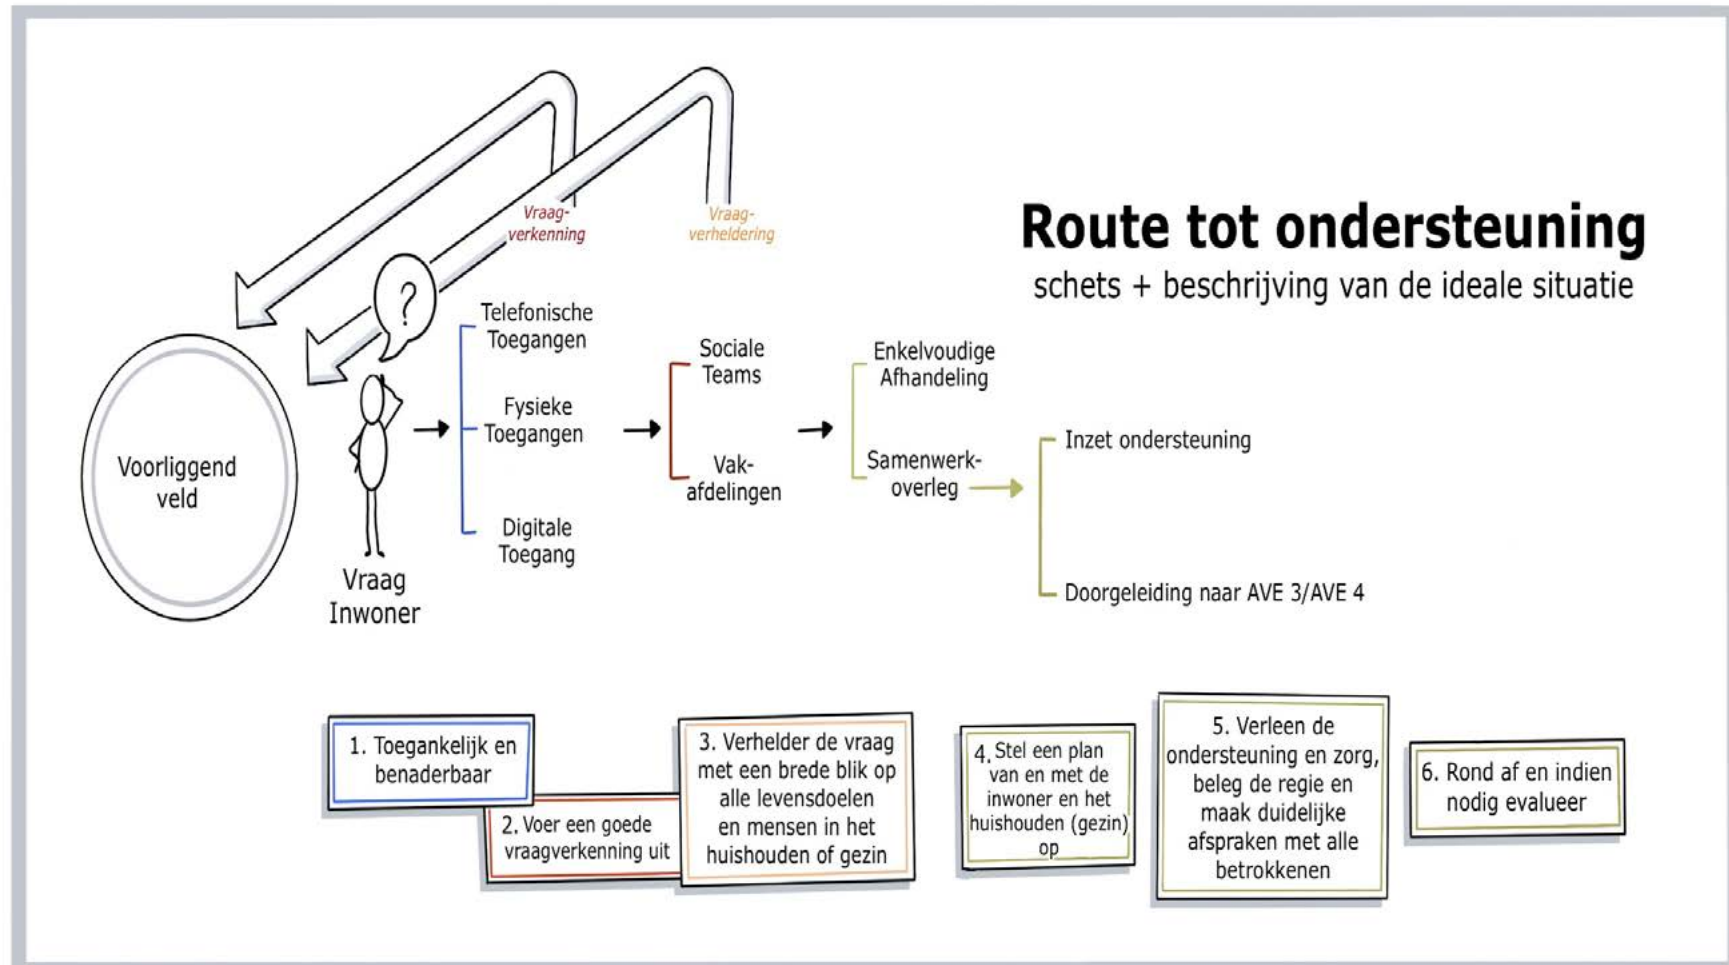 Route tot ondersteuning
schets + beschrijving van de ideale situatie
Vraag-
verkenning
Vraag-
verheldering
?
Voorliggend
veld
Vraag
Inwoner
Telefonische
Toegangen
Fysieke
Toegangen
Digitale
Toegang
Sociale
Teams
Vak-
afdelingen
Enkelvoudige
Afhandeling
Samenwerk-
overleg
Inzet ondersteuning
Doorgeleiding naar AVE 3/AVE 4
1. Toegankelijk en
benaderbaar
2. Voer een goede
vraagverkenning uit
3. Verhelder de vraag
met een brede blik op
alle levensdoelen
en mensen in het
huishouden of gezin
4. Stel een plan
van en met de
inwoner en het
huishouden (gezin)
op
5. Verleen de
ondersteuning en zorg,
beleg de regie en
maak duidelijke
afspraken met alle
betrokkenen
6. Rond af en indien
nodig evalueer